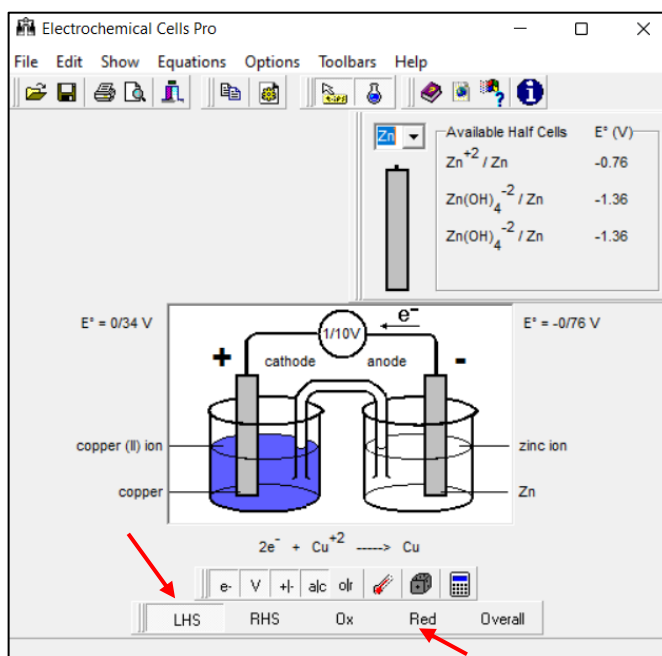 Electrochemical Cells Pro
File Edit Show Equations Options Toolbars Help
Zn
Available Half Cells E° (V)
Zn+2 / Zn -0.76
Zn(OH)4-2 / Zn -1.36
Zn(OH)4-2 / Zn -1.36
E° = 0/34 V
E° = -0/76 V
e-
1/10V
+ cathode anode -
copper (II) ion
zinc ion
copper
Zn
2e- + Cu+2 -----> Cu
e- V +|- a|c o|r
LHS RHS Ox Red Overall